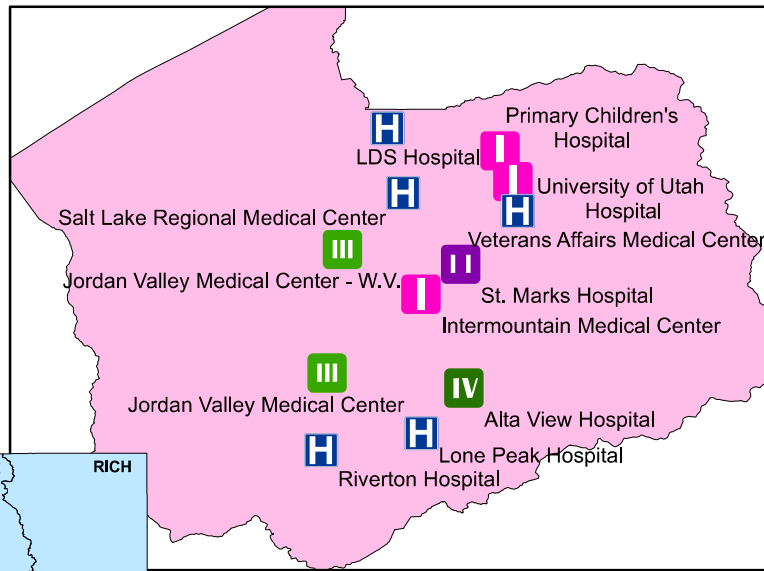 Primary Children's
Hospital
H
I
LDS Hospital
I
University of Utah
Hospital
H
H
Salt Lake Regional Medical Center
Veterans Affairs Medical Center
III
II
Jordan Valley Medical Center - W.V.
I
St. Marks Hospital
Intermountain Medical Center
III
IV
Jordan Valley Medical Center
Alta View Hospital
H
H
Lone Peak Hospital
RICH
Riverton Hospital